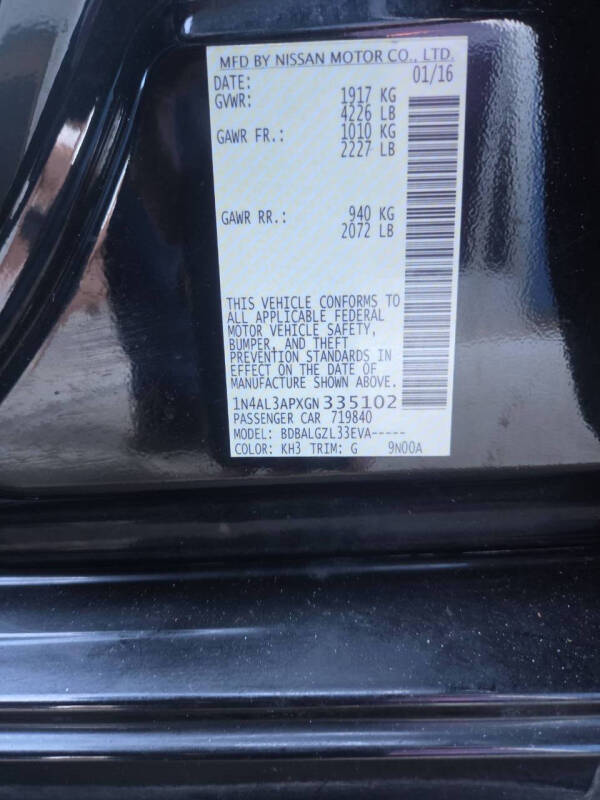 MFD BY NISSAN MOTOR CO., LTD.
DATE: 01/16
GVWR: 1917 KG
4226 LB
GAWR FR.: 1010 KG
2227 LB
GAWR RR.: 940 KG
2072 LB
THIS VEHICLE CONFORMS TO
ALL APPLICABLE FEDERAL
MOTOR VEHICLE SAFETY,
BUMPER, AND THEFT
PREVENTION STANDARDS IN
EFFECT ON THE DATE OF
MANUFACTURE SHOWN ABOVE.
1N4AL3APXGN 335102
PASSENGER CAR 719840
MODEL: BDBALGZL33EVA-----
COLOR: KH3 TRIM: G 9N00A